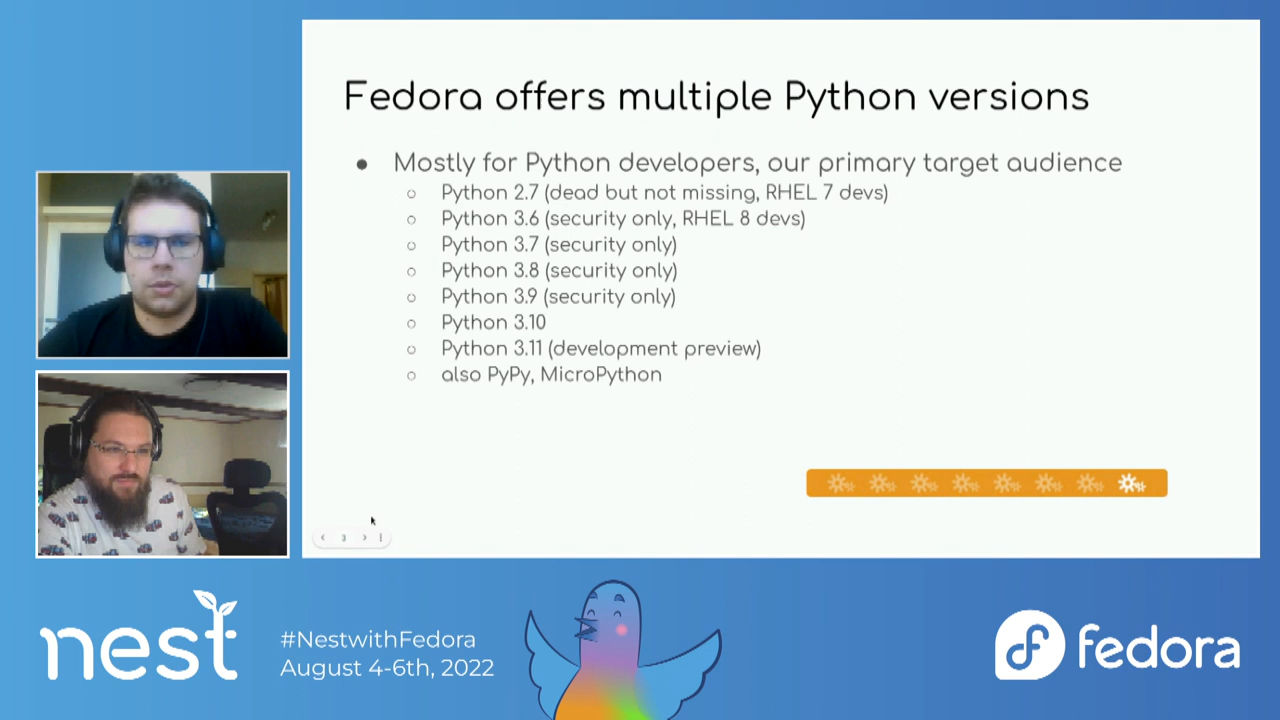 Fedora offers multiple Python versions
● Mostly for Python developers, our primary target audience
○ Python 2.7 (dead but not missing, RHEL 7 devs)
○ Python 3.6 (security only, RHEL 8 devs)
○ Python 3.7 (security only)
○ Python 3.8 (security only)
○ Python 3.9 (security only)
○ Python 3.10
○ Python 3.11 (development preview)
○ also PyPy, MicroPython
3
nest
#NestwithFedora
August 4-6th, 2022
fedora